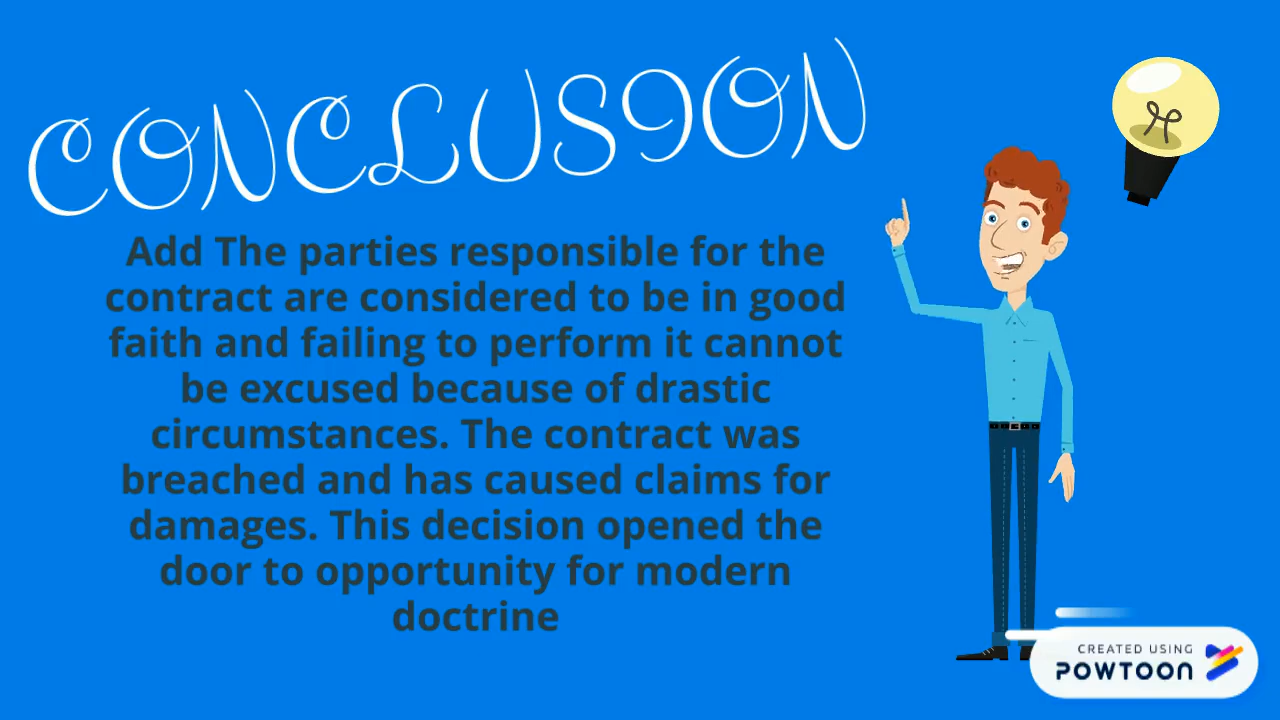 CONCLUSION
Add The parties responsible for the
contract are considered to be in good
faith and failing to perform it cannot
be excused because of drastic
circumstances. The contract was
breached and has caused claims for
damages. This decision opened the
door to opportunity for modern
doctrine
CREATED USING
POWTOON